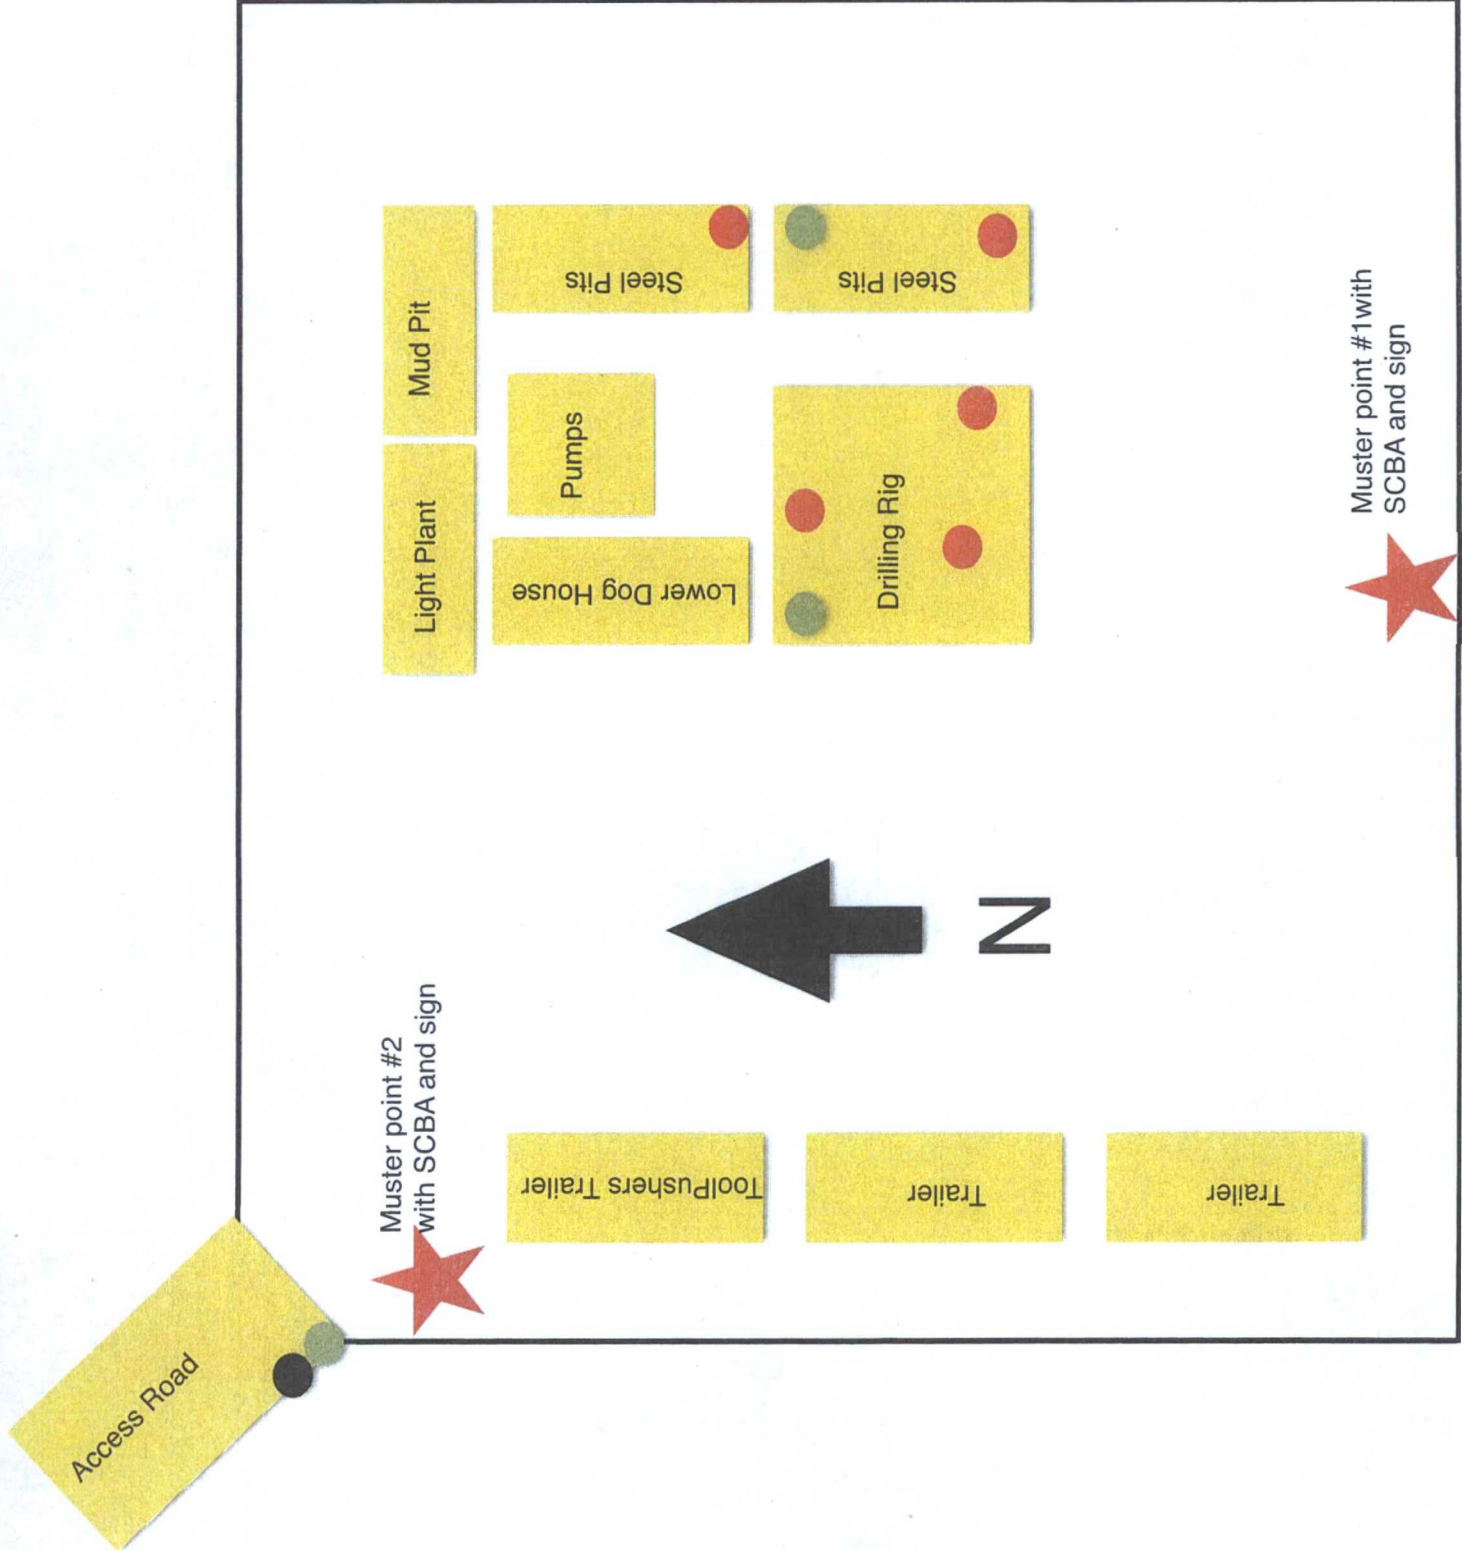 Mud Pit
Steel Pits
Steel Pits
Muster point #1with
SCBA and sign
Light Plant
Pumps
Lower Dog House
Drilling Rig
N
Muster point #2
with SCBA and sign
ToolPushers Trailer
Trailer
Trailer
Access Road